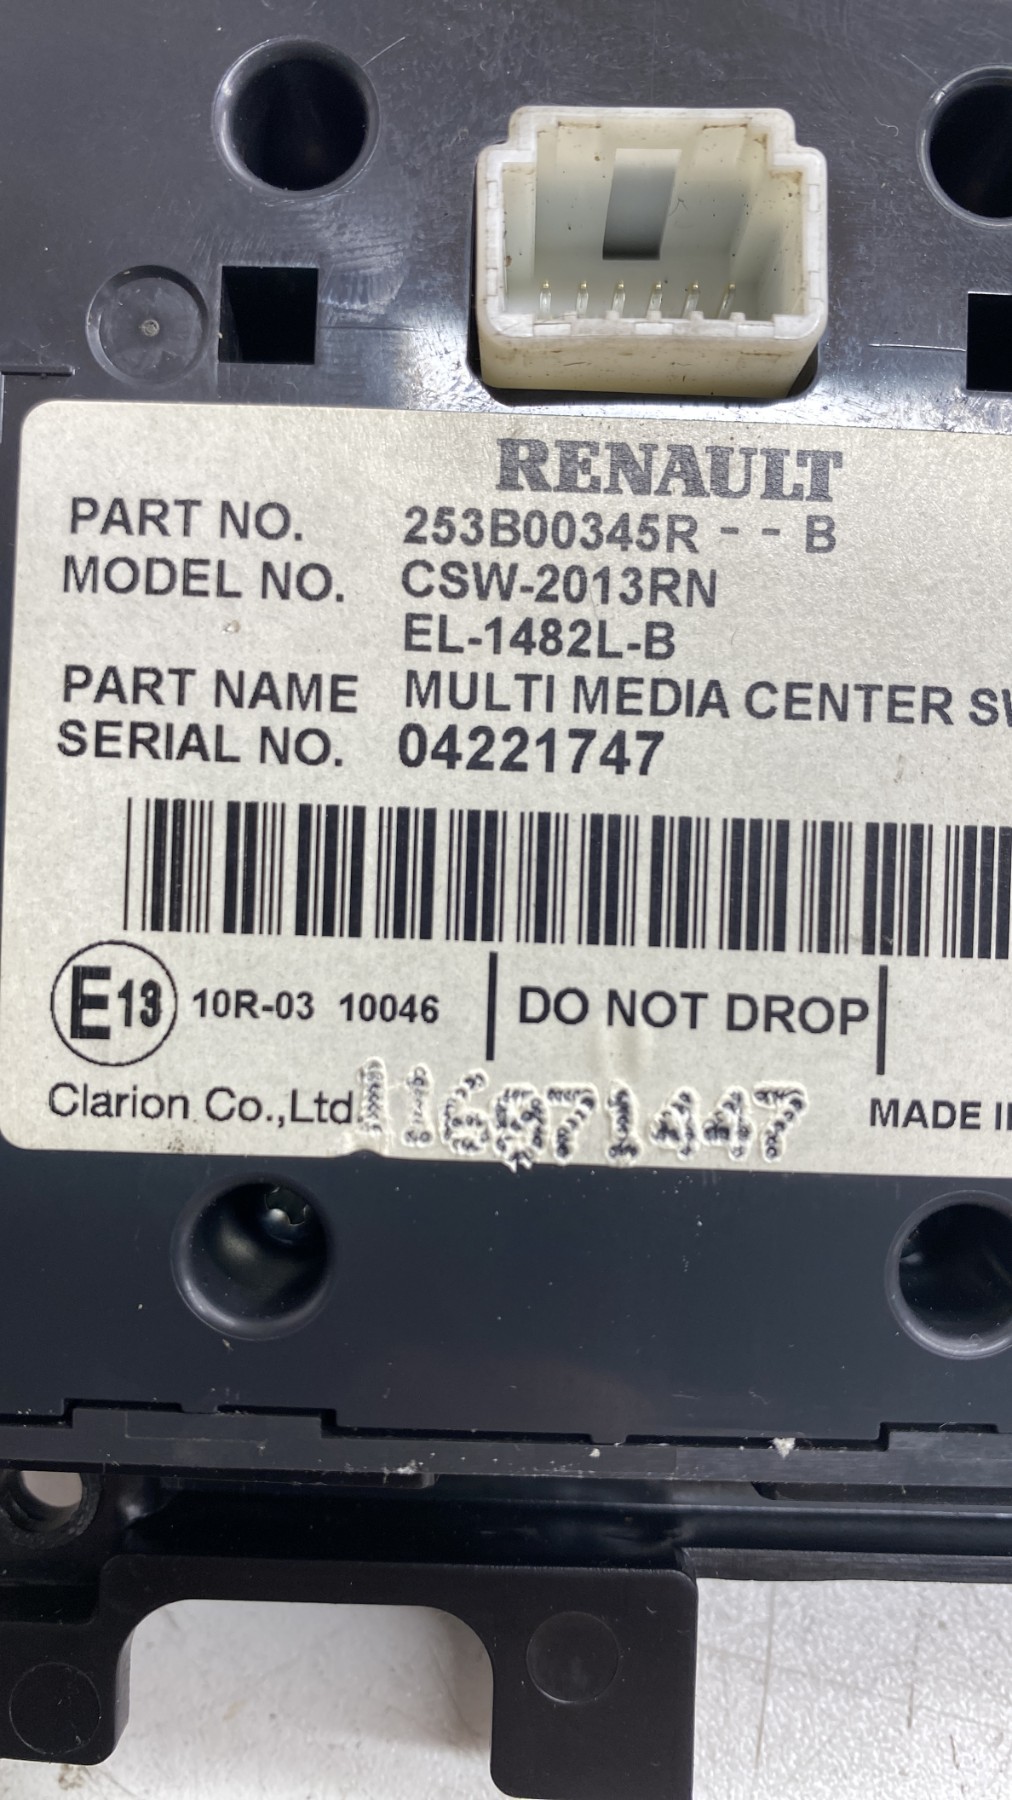 RENAULT
PART NO. 253B00345R - - B
MODEL NO. CSW-2013RN
EL-1482L-B
PART NAME MULTI MEDIA CENTER SW
SERIAL NO. 04221747
E13 10R-03 10046 DO NOT DROP
Clarion Co.,Ltd MADE IN